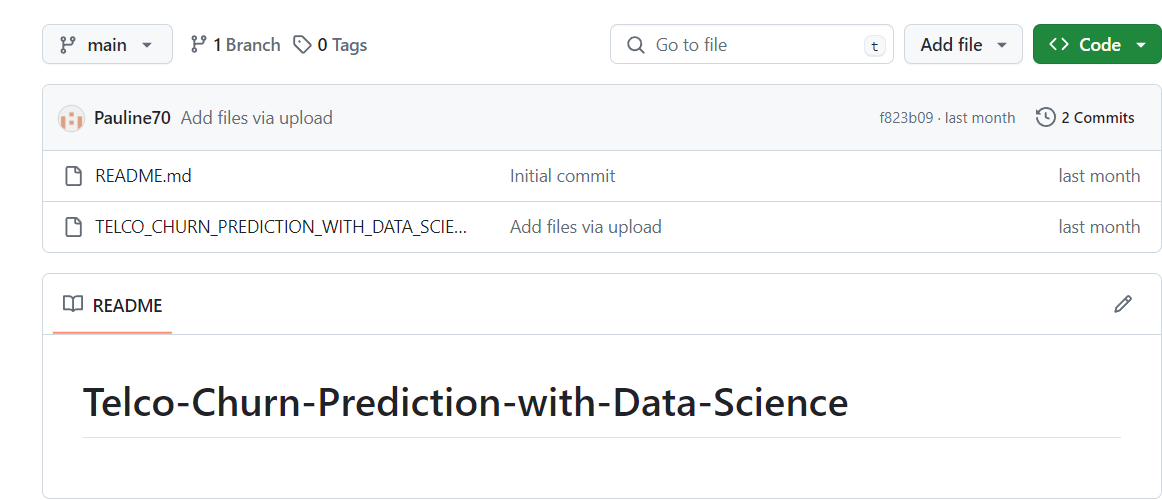 main 1 Branch 0 Tags Go to file t Add file Code
Pauline70 Add files via upload f823b09 · last month 2 Commits
README.md Initial commit last month
TELCO_CHURN_PREDICTION_WITH_DATA_SCIE... Add files via upload last month
README
Telco-Churn-Prediction-with-Data-Science